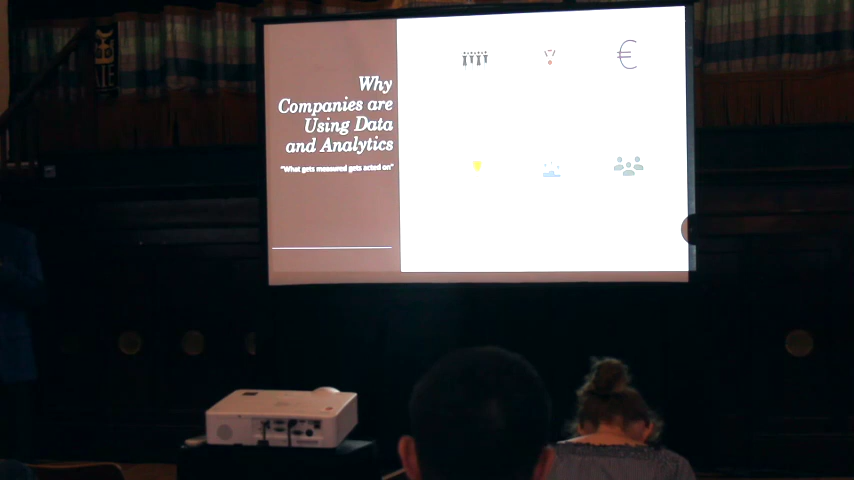 Why
Companies are
Using Data
and Analytics
"What gets measured gets acted on"
€